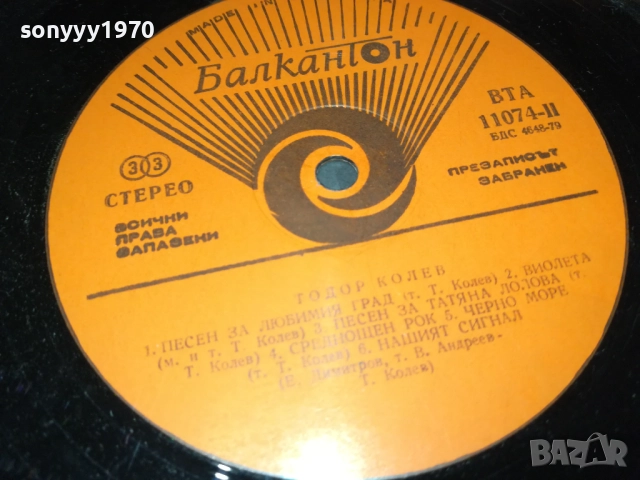 sonyyy1970
MADE IN
Балкантон
ВТА
11074-II
БДС 4648-79
33
СТЕРЕО
ВСИЧКИ
ПРАВА
ЗАПАЗЕНИ
ПРЕЗАПИСЪТ
ЗАБРАНЕН
ТОДОР КОЛЕВ
1. ПЕСЕН ЗА ЛЮБИМИЯ ГРАД (т. Т. Колев) 2. ВИОЛЕТА
(м. и т. Т. Колев) 3. ПЕСЕН ЗА ТАТЯНА ЛОЛОВА (т.
Т. Колев) 4. СРЕДНОЩЕН РОК 5. ЧЕРНО МОРЕ
(т. Т. Колев) 6. НАШИЯТ СИГНАЛ
(Е. Димитров, т. В. Андреев-
Т. Колев)
BAZAR